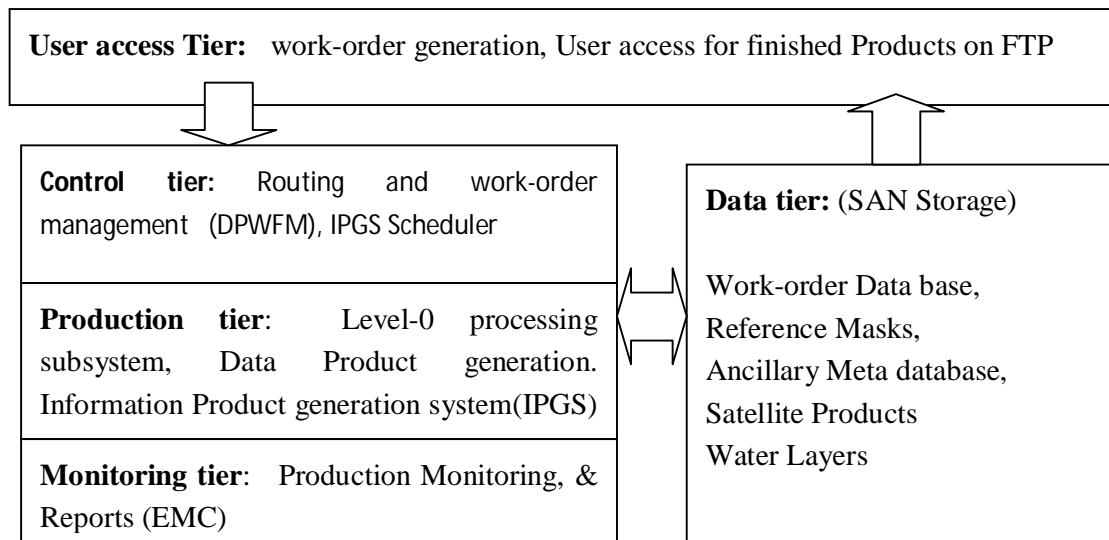 User access Tier: work-order generation, User access for finished Products on FTP
Control tier: Routing and work-order
management (DPWFM), IPGS Scheduler
Production tier: Level-0 processing
subsystem, Data Product generation.
Information Product generation system(IPGS)
Monitoring tier: Production Monitoring, &
Reports (EMC)
Data tier: (SAN Storage)
Work-order Data base,
Reference Masks,
Ancillary Meta database,
Satellite Products
Water Layers